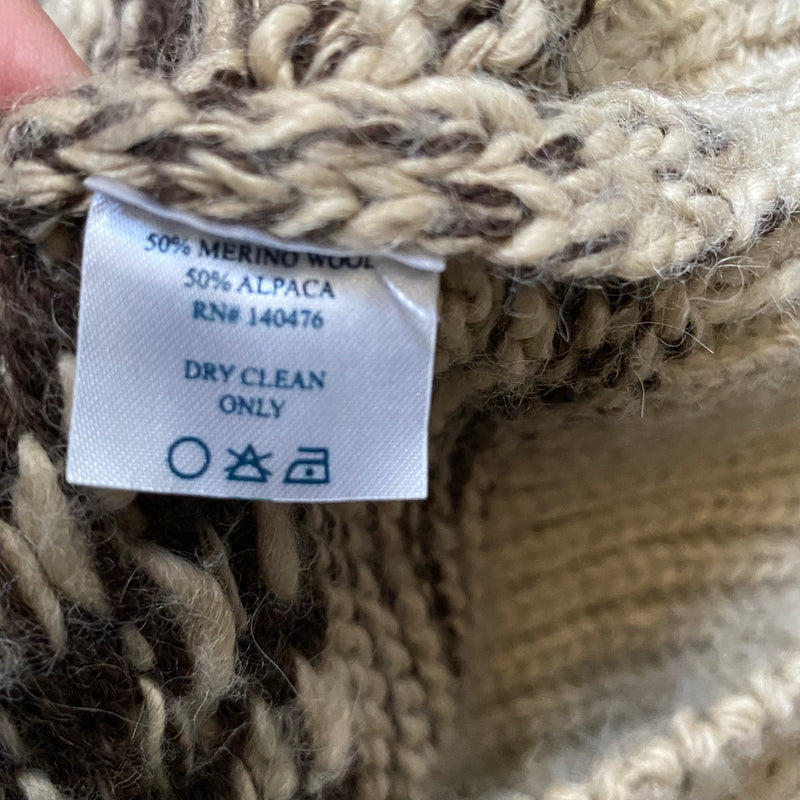 50% MERINO WOOL
50% ALPACA
RN# 140476
DRY CLEAN
ONLY